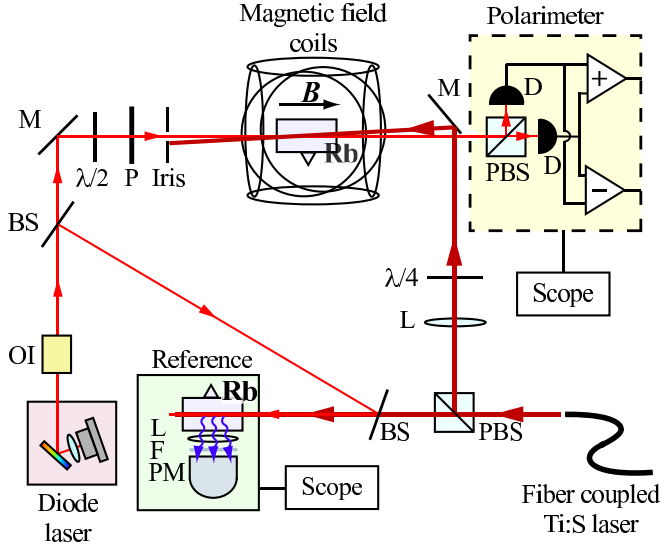 Magnetic field
coils
Polarimeter
M
B
M
D
+
Rb
λ/2
P
Iris
PBS
D
−
BS
λ/4
Scope
L
OI
Reference
Rb
L
F
PM
BS
PBS
Scope
Diode
laser
Fiber coupled
Ti:S laser